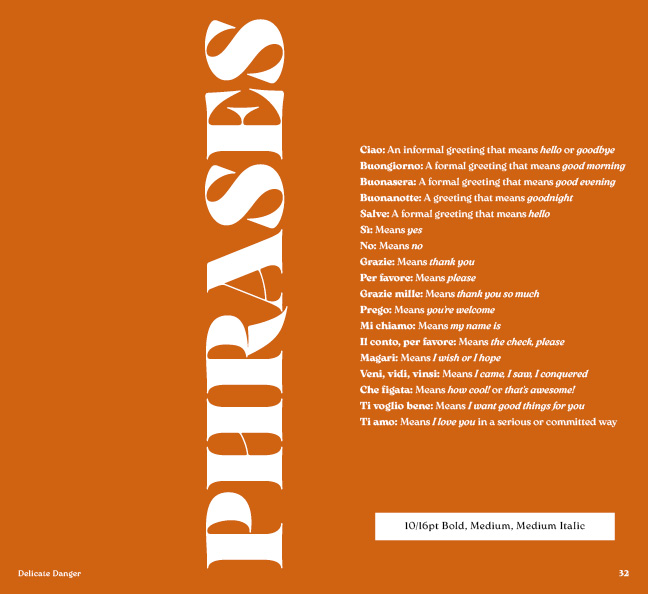 PHRASES
Ciao: An informal greeting that means hello or goodbye
Buongiorno: A formal greeting that means good morning
Buonasera: A formal greeting that means good evening
Buonanotte: A greeting that means goodnight
Salve: A formal greeting that means hello
Sì: Means yes
No: Means no
Grazie: Means thank you
Per favore: Means please
Grazie mille: Means thank you so much
Prego: Means you're welcome
Mi chiamo: Means my name is
Il conto, per favore: Means the check, please
Magari: Means I wish or I hope
Veni, vidi, vinsi: Means I came, I saw, I conquered
Che figata: Means how cool! or that's awesome!
Ti voglio bene: Means I want good things for you
Ti amo: Means I love you in a serious or committed way
10/16pt Bold, Medium, Medium Italic
Delicate Danger
32